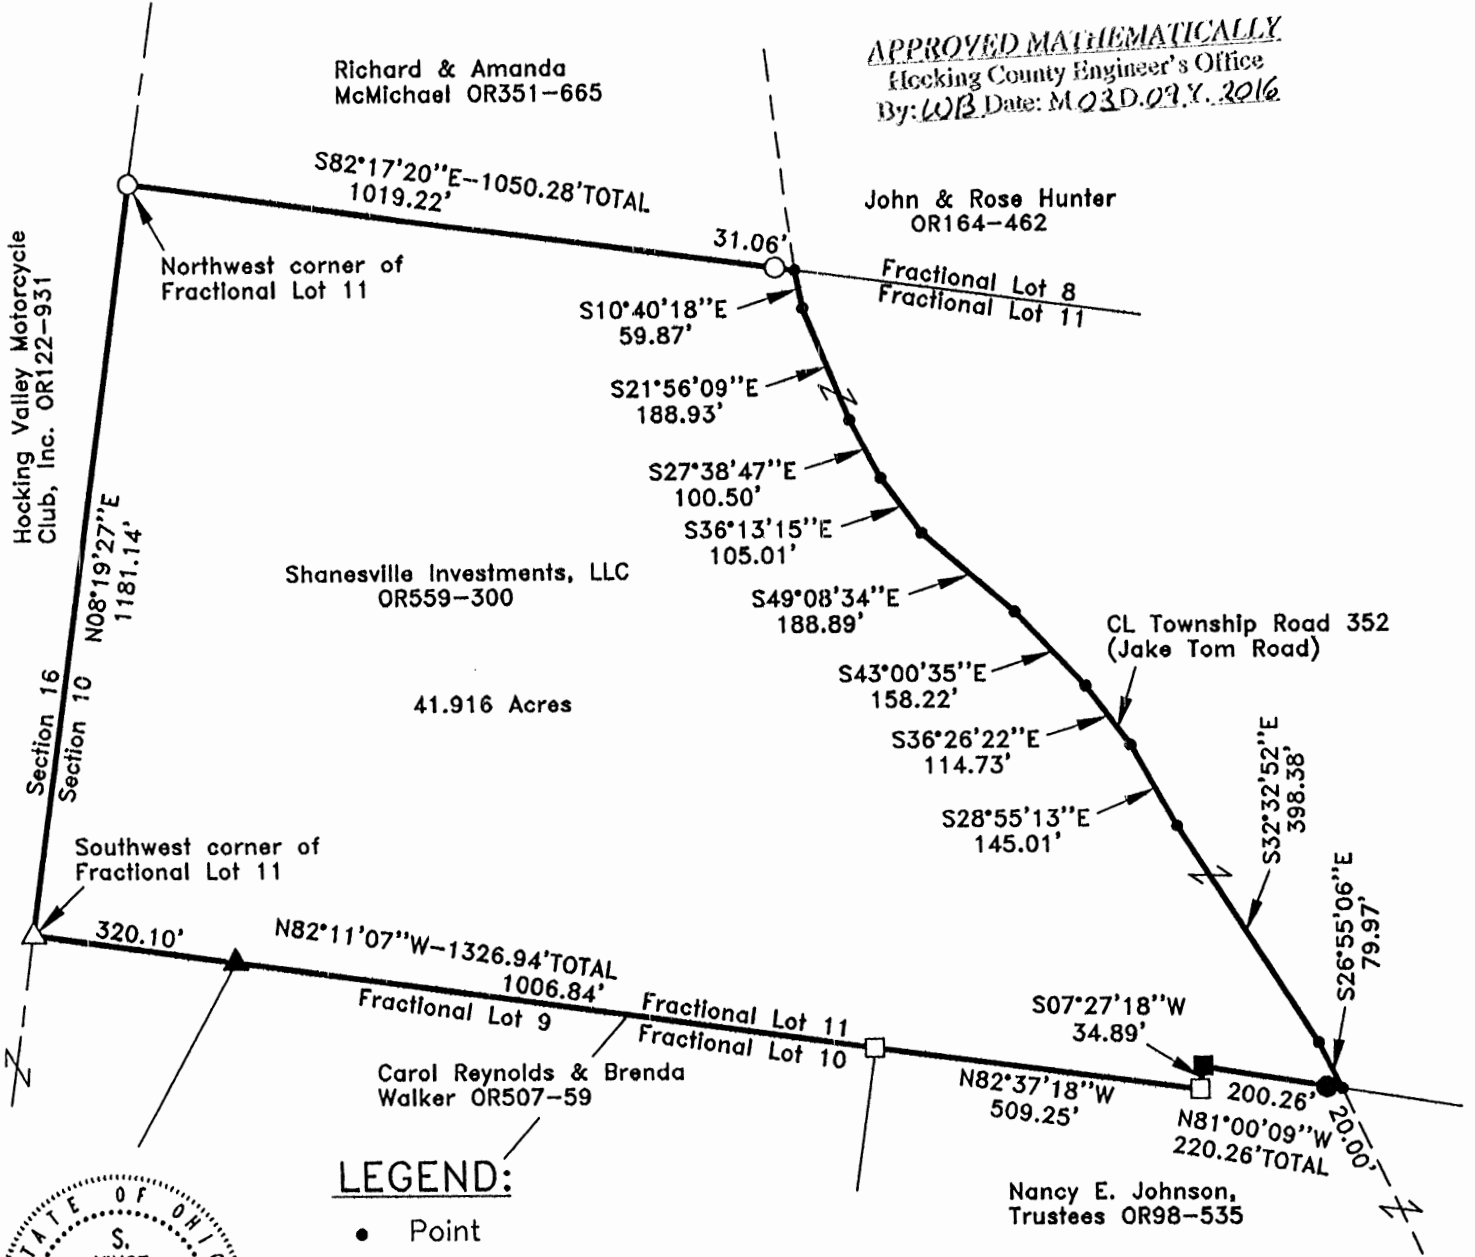 APPROVED MATHEMATICALLY
Hocking County Engineer's Office
By: WB Date: M 03 D. 09 Y. 2016
Richard & Amanda
McMichael OR351-665
S82°17'20"E-1050.28'TOTAL
1019.22'
31.06'
John & Rose Hunter
OR164-462
Fractional Lot 8
Fractional Lot 11
Northwest corner of
Fractional Lot 11
Hocking Valley Motorcycle
Club, Inc. OR122-931
N08°19'27"E
1181.14'
Section 16
Section 10
S10°40'18"E
59.87'
S21°56'09"E
188.93'
S27°38'47"E
100.50'
S36°13'15"E
105.01'
S49°08'34"E
188.89'
S43°00'35"E
158.22'
S36°26'22"E
114.73'
S28°55'13"E
145.01'
Shanesville Investments, LLC
OR559-300
41.916 Acres
CL Township Road 352
(Jake Tom Road)
S32°32'52"E
398.38'
S26°55'06"E
79.97'
Southwest corner of
Fractional Lot 11
320.10'
N82°11'07"W-1326.94'TOTAL
1006.84'
Fractional Lot 9
Fractional Lot 11
Fractional Lot 10
Carol Reynolds & Brenda
Walker OR507-59
S07°27'18"W
34.89'
N82°37'18"W
509.25'
200.26'
20.00'
N81°00'09"W
220.26'TOTAL
Nancy E. Johnson,
Trustees OR98-535
LEGEND:
Point
STATE OF OHIO
S.